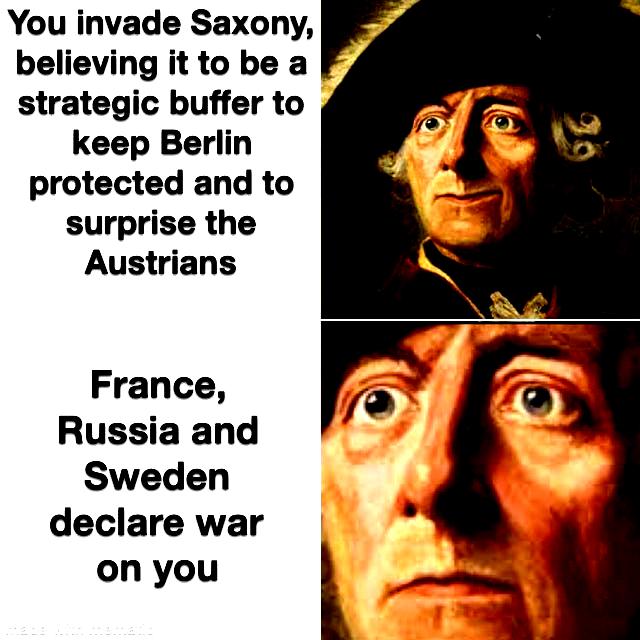 You invade Saxony,
believing it to be a
strategic buffer to
keep Berlin
protected and to
surprise the
Austrians
France,
Russia and
Sweden
declare war
on you